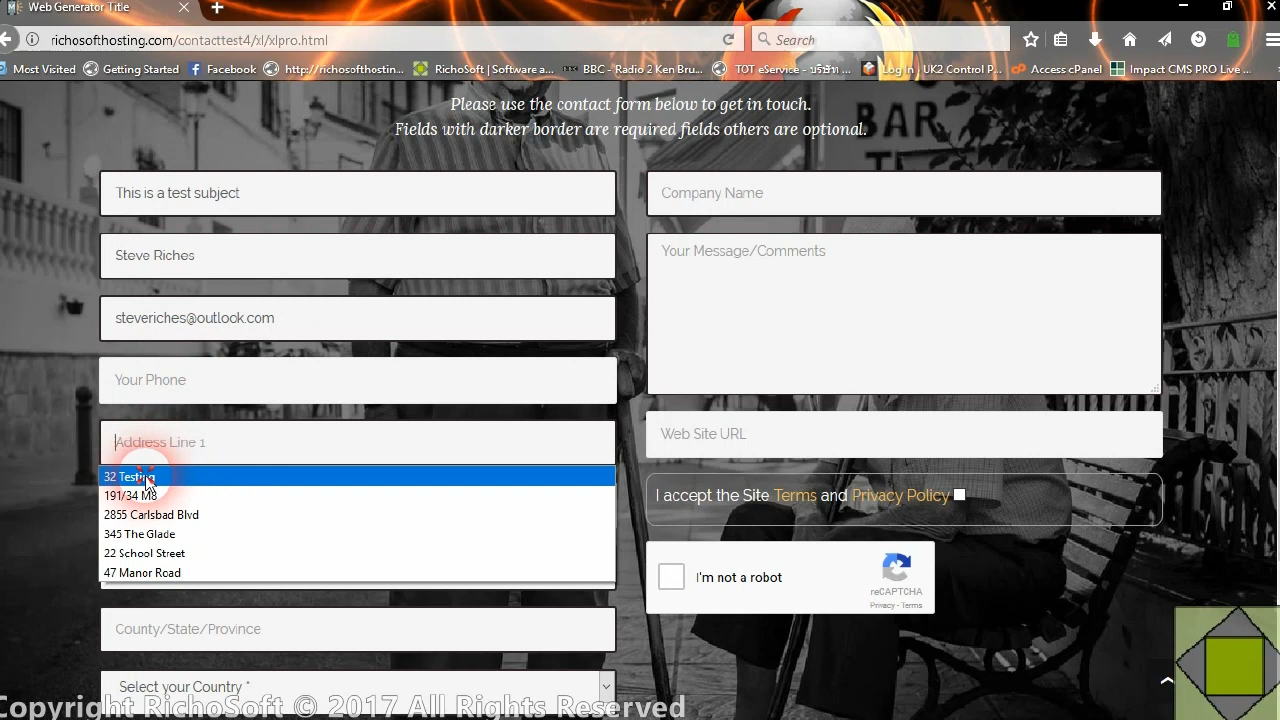 Web Generator Title
richosofthosting.com/contacttest4/xl/xlpro.html
Search
Most Visited
Getting Started
Facebook
http://richosofthostin...
RichoSoft | Software a...
BBC - Radio 2 Ken Bru...
TOT eService - บริษัท ...
Log In
UK2 Control P...
Access cPanel
Impact CMS PRO Live ...
Please use the contact form below to get in touch.
Fields with darker border are required fields others are optional.
BAR
This is a test subject
Steve Riches
steveriches@outlook.com
Your Phone
Address Line 1
32 Testing
191/34 M8
2855 Carlsbad Blvd
345 The Glade
22 School Street
47 Manor Road
County/State/Province
Select your Country *
Company Name
Your Message/Comments
Web Site URL
I accept the Site Terms and Privacy Policy
I'm not a robot
reCAPTCHA
Privacy - Terms
Copyright RichoSoft © 2017 All Rights Reserved